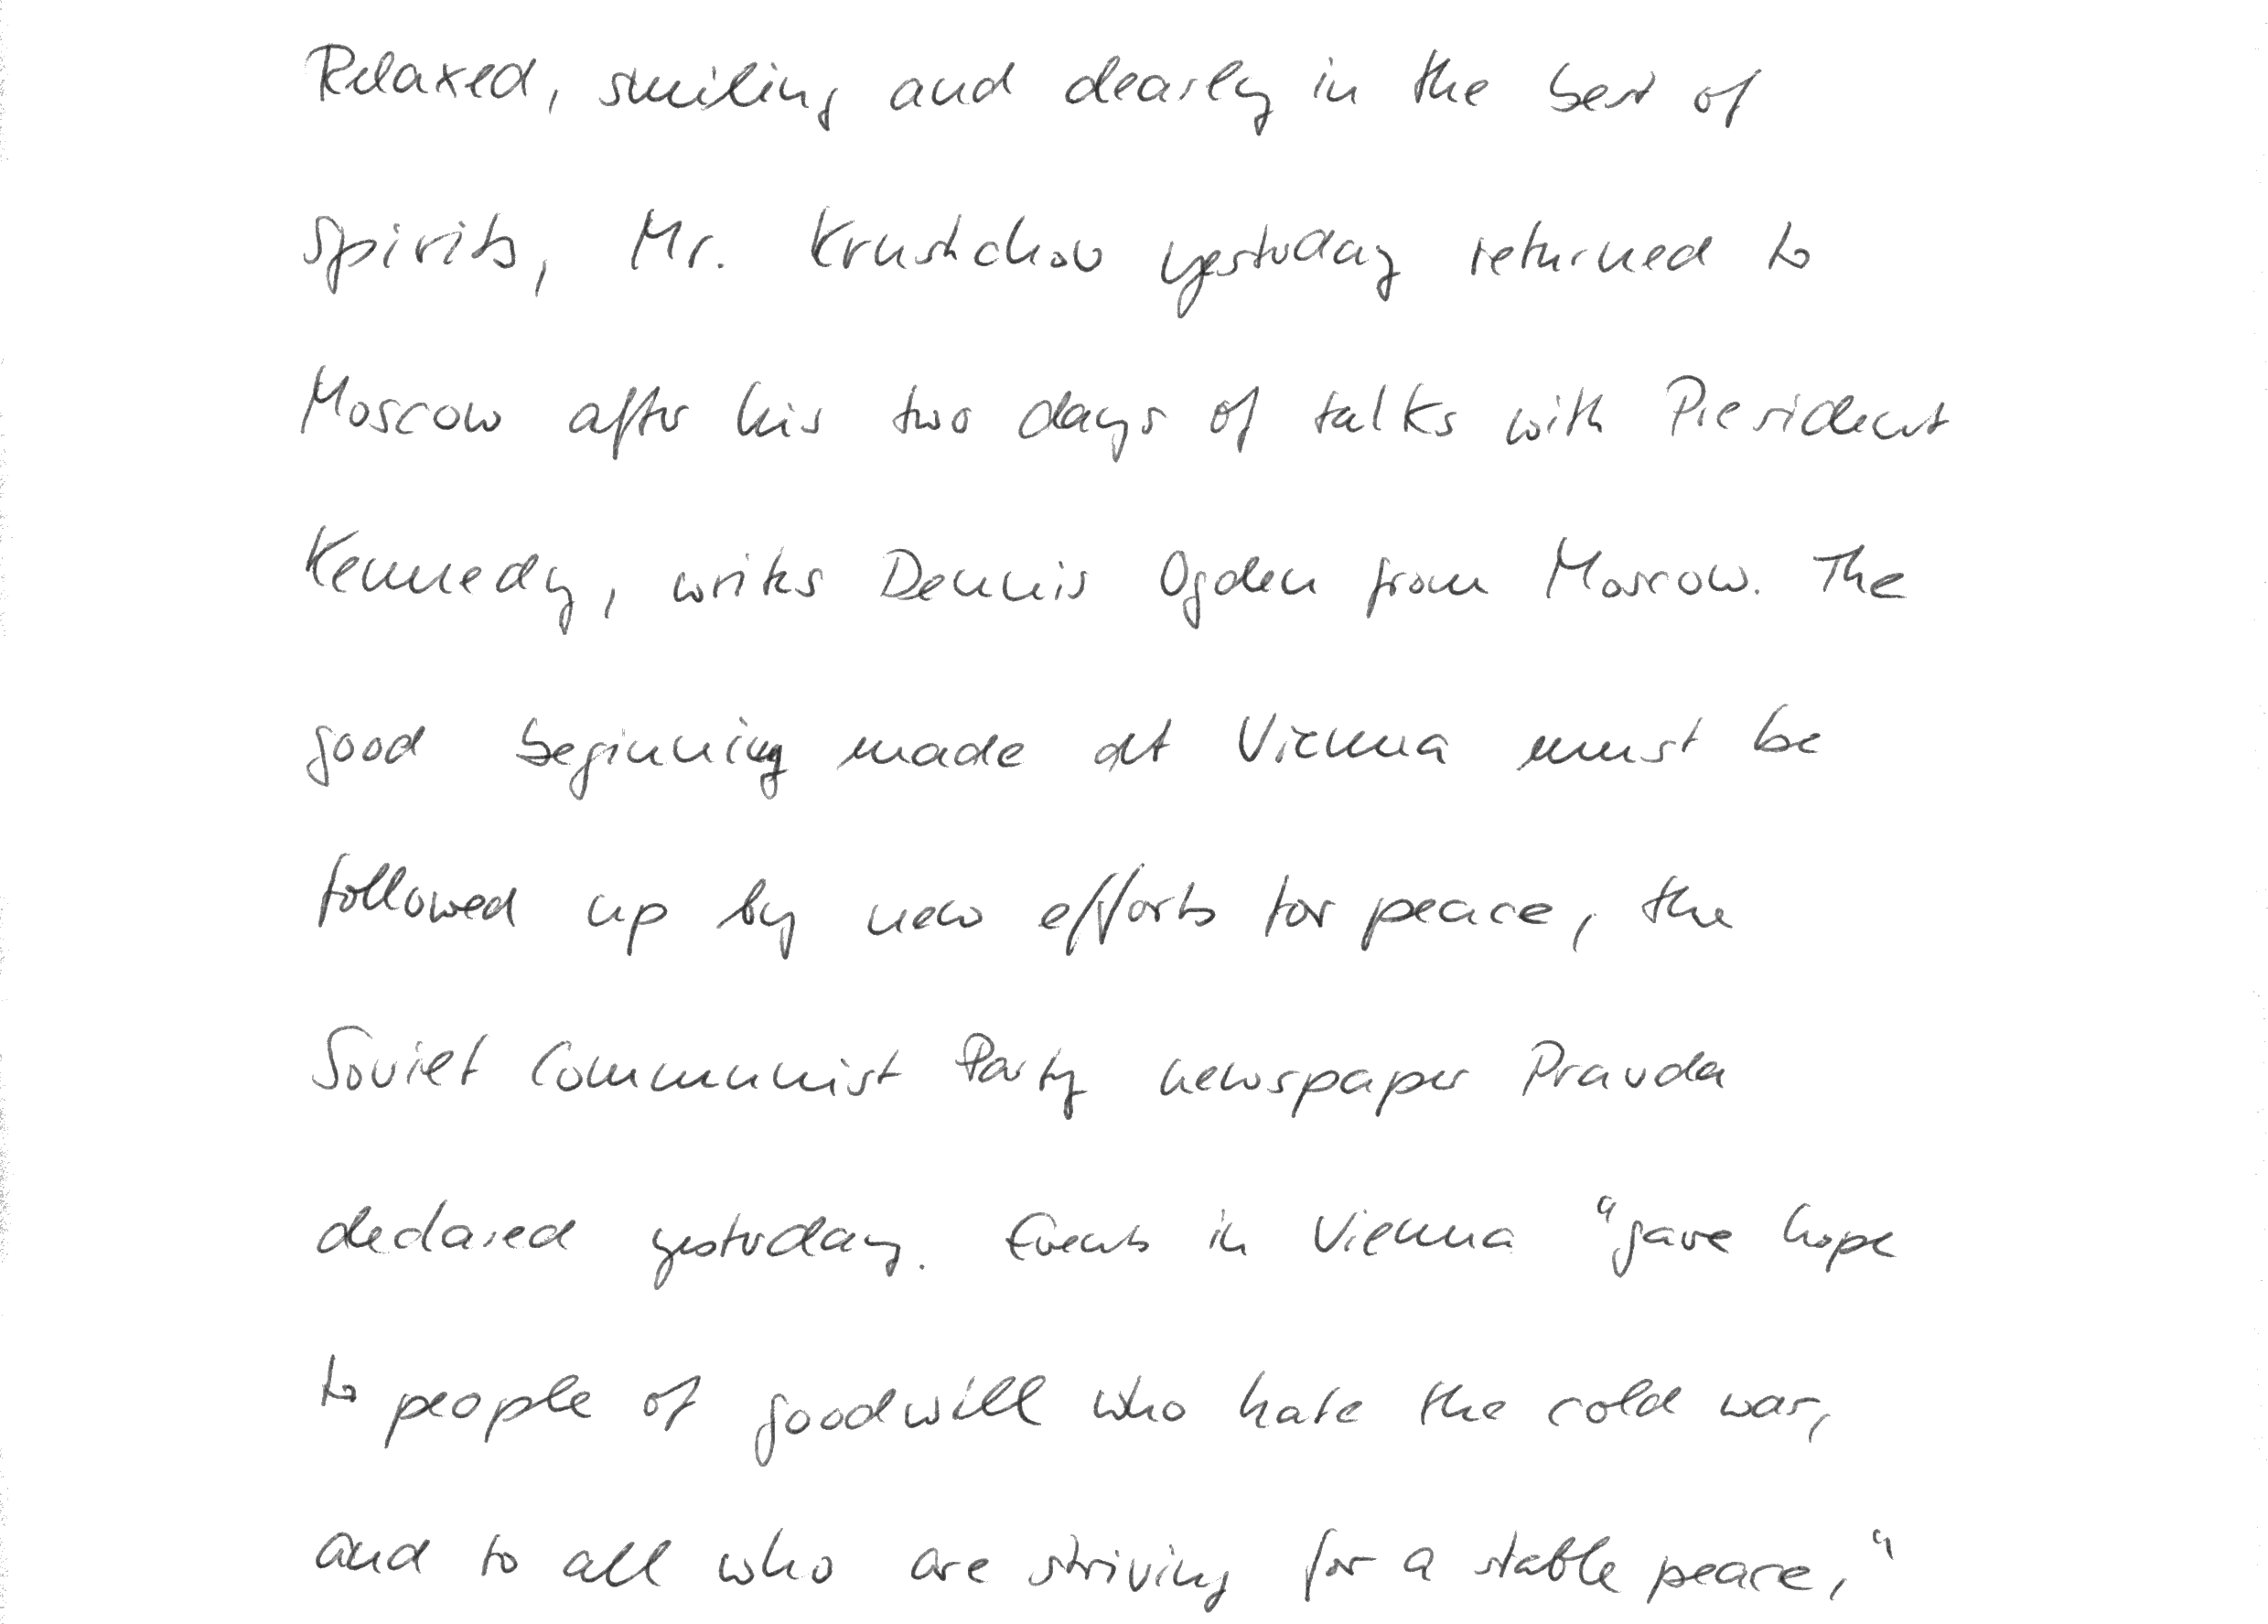 Relaxed, smiling and clearly in the best of
spirits, Mr. Krushchov yesterday returned to
Moscow after his two days of talks with President
Kennedy, writes Dennis Ogden from Moscow. The
good beginning made at Vienna must be
followed up by new efforts for peace, the
Soviet Communist Party newspaper Pravda
declared yesterday. Events in Vienna "gave hope
to people of goodwill who hate the cold war,
and to all who are striving for a stable peace,"